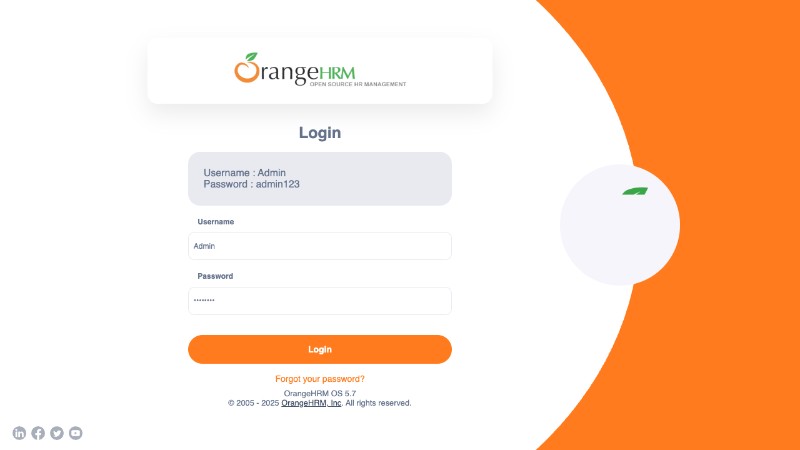 OrangeHRM
OPEN SOURCE HR MANAGEMENT
Login
Username : Admin
Password : admin123
Username
Admin
Password
••••••••
Login
Forgot your password?
OrangeHRM OS 5.7
© 2005 - 2025 OrangeHRM, Inc. All rights reserved.
in